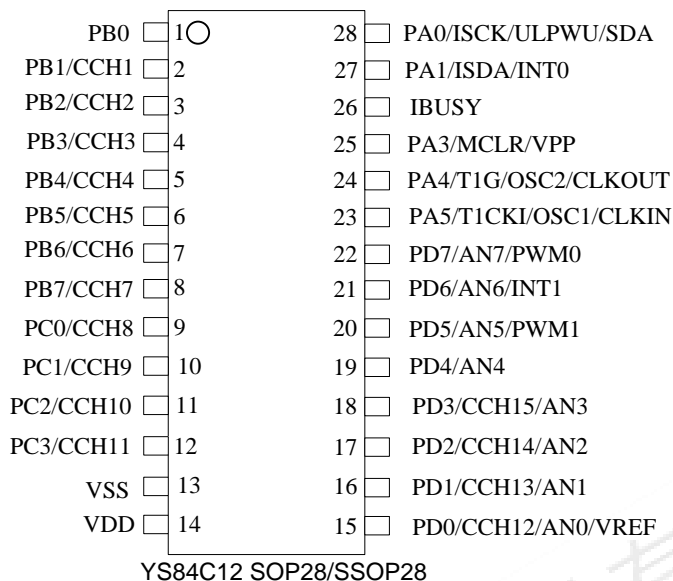 PB0 1 28 PA0/ISCK/ULPWU/SDA
PB1/CCH1 2 27 PA1/ISDA/INT0
PB2/CCH2 3 26 IBUSY
PB3/CCH3 4 25 PA3/MCLR/VPP
PB4/CCH4 5 24 PA4/T1G/OSC2/CLKOUT
PB5/CCH5 6 23 PA5/T1CKI/OSC1/CLKIN
PB6/CCH6 7 22 PD7/AN7/PWM0
PB7/CCH7 8 21 PD6/AN6/INT1
PC0/CCH8 9 20 PD5/AN5/PWM1
PC1/CCH9 10 19 PD4/AN4
PC2/CCH10 11 18 PD3/CCH15/AN3
PC3/CCH11 12 17 PD2/CCH14/AN2
VSS 13 16 PD1/CCH13/AN1
VDD 14 15 PD0/CCH12/AN0/VREF
YS84C12 SOP28/SSOP28